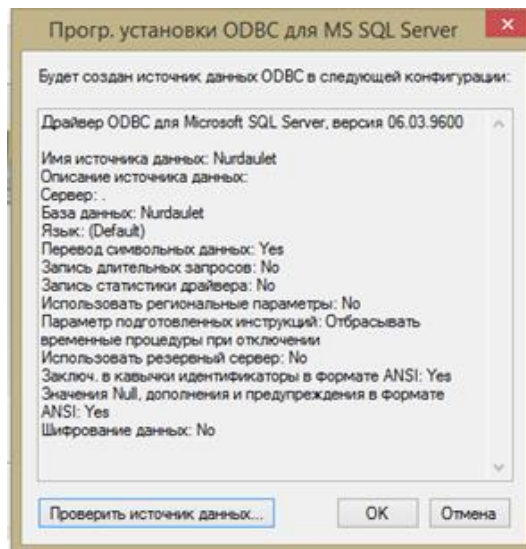 Прогр. установки ODBC для MS SQL Server
Будет создан источник данных ODBC в следующей конфигурации:
Драйвер ODBC для Microsoft SQL Server, версия 06.03.9600
Имя источника данных: Nurdaulet
Описание источника данных:
Сервер: .
База данных: Nurdaulet
Язык: (Default)
Перевод символьных данных: Yes
Запись длительных запросов: No
Запись статистики драйвера: No
Использовать региональные параметры: No
Параметр подготовленных инструкций: Отбрасывать
временные процедуры при отключении
Использовать резервный сервер: No
Заключ. в кавычки идентификаторы в формате ANSI: Yes
Значения Null, дополнения и предупреждения в формате
ANSI: Yes
Шифрование данных: No
Проверить источник данных... OK Отмена